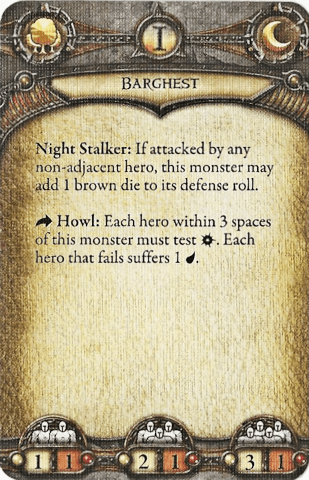 I
BARGHEST
Night Stalker: If attacked by any
non-adjacent hero, this monster may
add 1 brown die to its defense roll.
Howl: Each hero within 3 spaces
of this monster must test . Each
hero that fails suffers 1 .
1 1 2 1 3 1